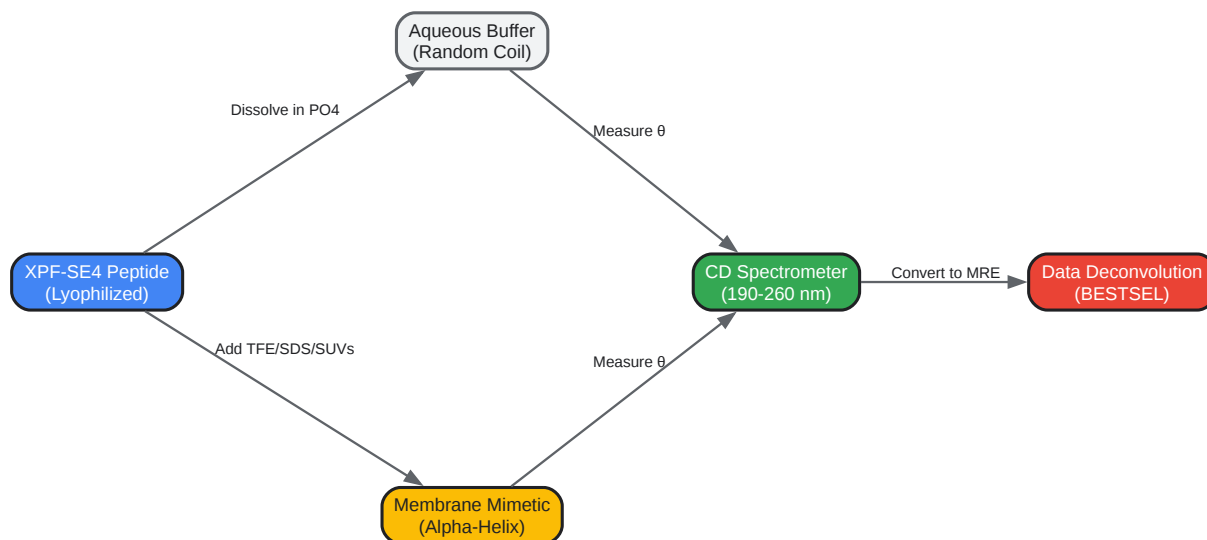 Aqueous Buffer
(Random Coil)
Dissolve in PO4
Measure θ
XPF-SE4 Peptide
(Lyophilized)
CD Spectrometer
(190-260 nm)
Convert to MRE
Data Deconvolution
(BESTSEL)
Add TFE/SDS/SUVs
Measure θ
Membrane Mimetic
(Alpha-Helix)